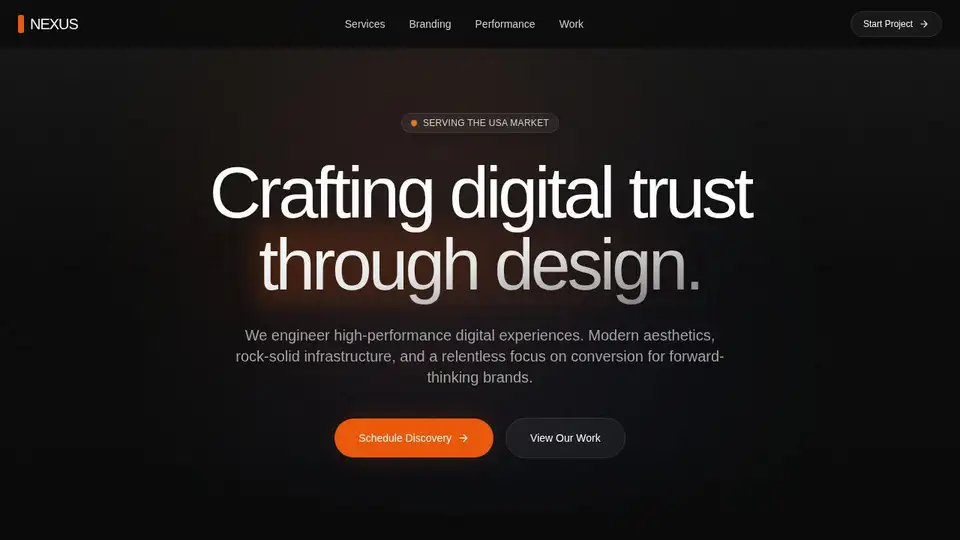 NEXUS
Services
Branding
Performance
Work
Start Project
SERVING THE USA MARKET
Crafting digital trust
through design.
We engineer high-performance digital experiences. Modern aesthetics,
rock-solid infrastructure, and a relentless focus on conversion for forward-
thinking brands.
Schedule Discovery
View Our Work